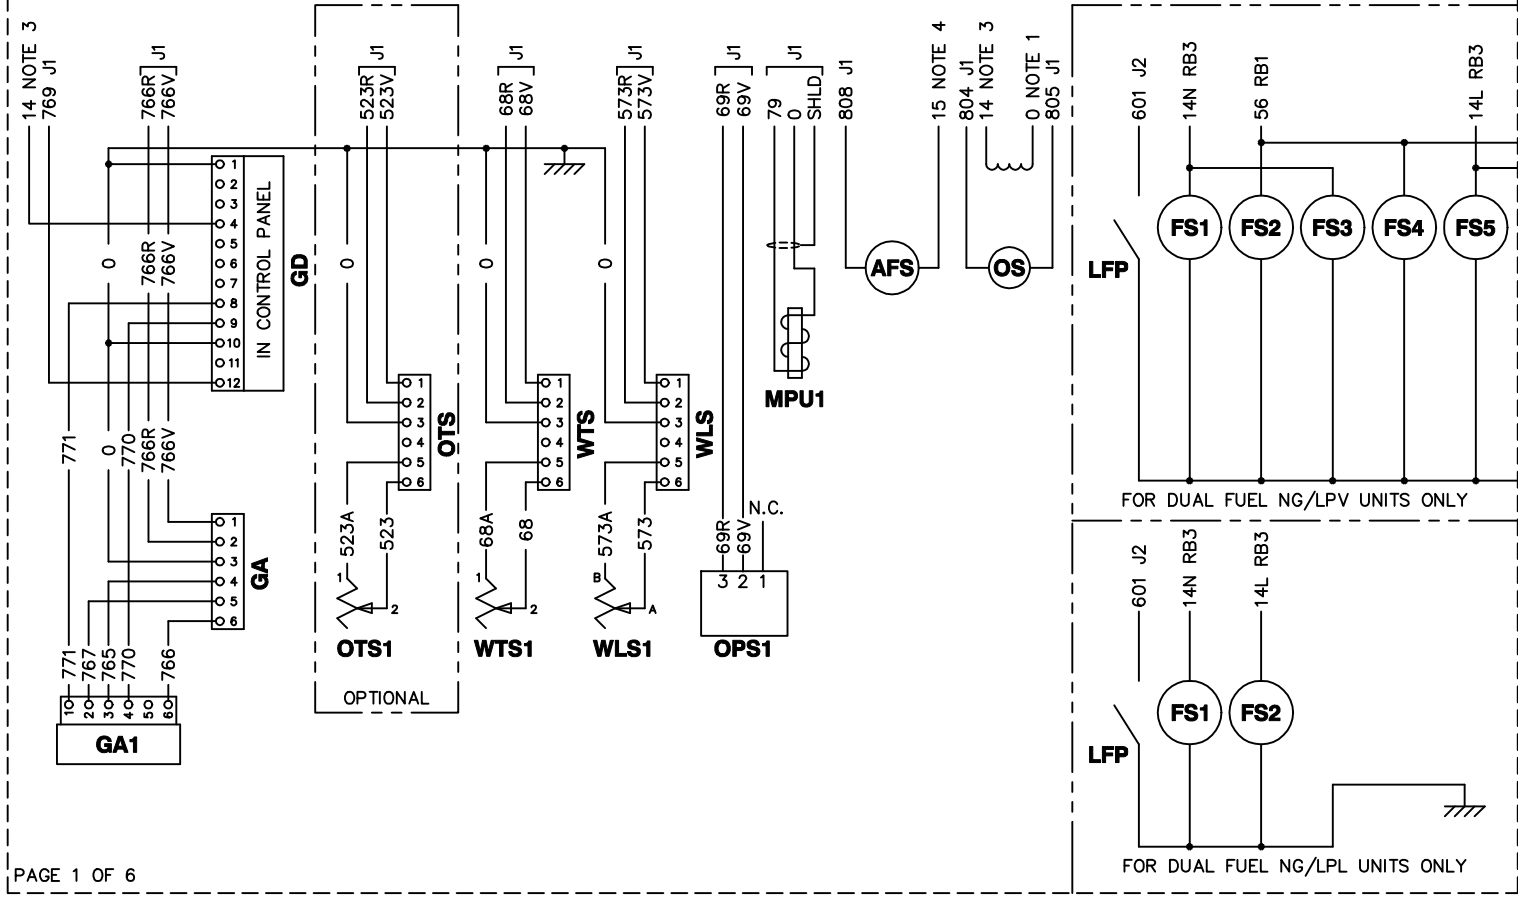 14 NOTE 3
769 J1
766R
766V
J1
523R
523V
J1
68R
68V
J1
573R
573V
J1
69R
69V
J1
79
0
SHLD
J1
808 J1
15 NOTE 4
804 J1
14 NOTE 3
0 NOTE 1
805 J1
601 J2
14N RB3
56 RB1
14L RB3
1
2
3
4
5
6
7
8
9
10
11
12
IN CONTROL PANEL
GD
0
766R
766V
0
0
0
AFS
OS
LFP
FS1
FS2
FS3
FS4
FS5
MPU1
771
0
770
766R
766V
1
2
3
4
5
6
OTS
1
2
3
4
5
6
WTS
1
2
3
4
5
6
WLS
FOR DUAL FUEL NG/LPV UNITS ONLY
1
2
3
4
5
6
GA
523A
523
1
2
OTS1
68A
68
1
2
WTS1
573A
573
B
A
WLS1
69R
69V
N.C.
3 2 1
OPS1
771
767
765
770
766
1
2
3
4
5
6
GA1
OPTIONAL
601 J2
14N RB3
14L RB3
LFP
FS1
FS2
FOR DUAL FUEL NG/LPL UNITS ONLY
PAGE 1 OF 6